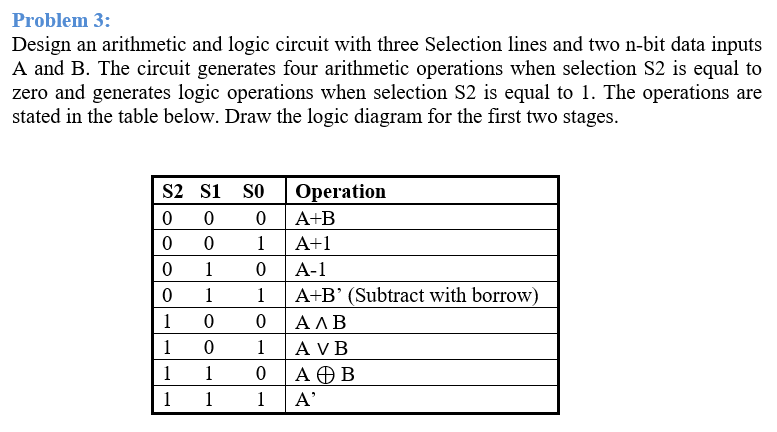 Problem 3:
Design an arithmetic and logic circuit with three Selection lines and two n-bit data inputs
A and B. The circuit generates four arithmetic operations when selection S2 is equal to
zero and generates logic operations when selection S2 is equal to 1. The operations are
stated in the table below. Draw the logic diagram for the first two stages.
S2 S1 S0 Operation
0 0 0 A+B
0 0 1 A+1
0 1 0 A-1
0 1 1 A+B’ (Subtract with borrow)
1 0 0 A ∧ B
1 0 1 A ∨ B
1 1 0 A ⊕ B
1 1 1 A’